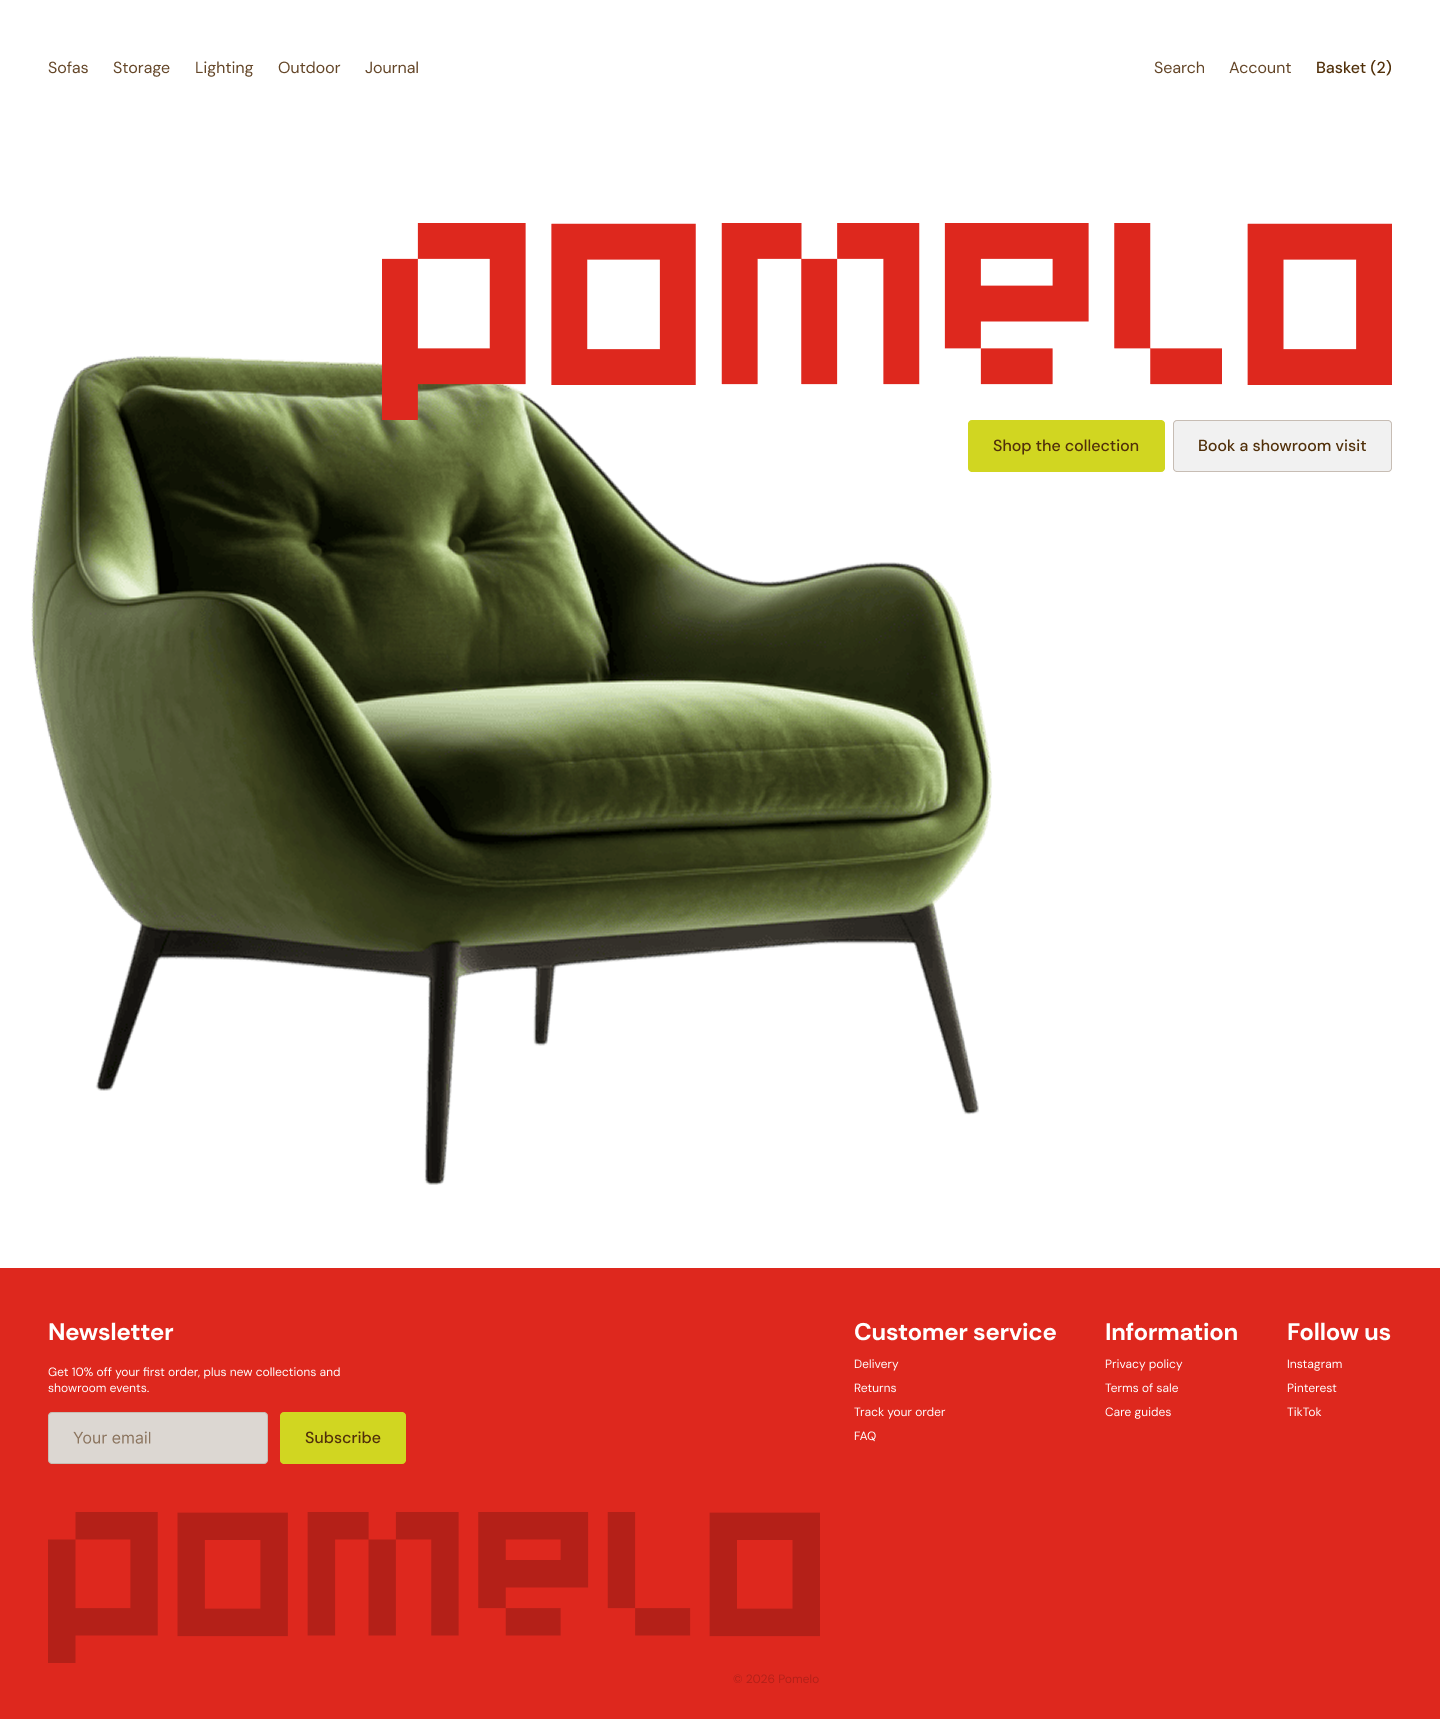 Sofas Storage Lighting Outdoor Journal
Search Account Basket (2)
pomelo
Shop the collection
Book a showroom visit
Newsletter
Get 10% off your first order, plus new collections and
showroom events.
Your email
Subscribe
Customer service
Delivery
Returns
Track your order
FAQ
Information
Privacy policy
Terms of sale
Care guides
Follow us
Instagram
Pinterest
TikTok
pomelo
© 2026 Pomelo